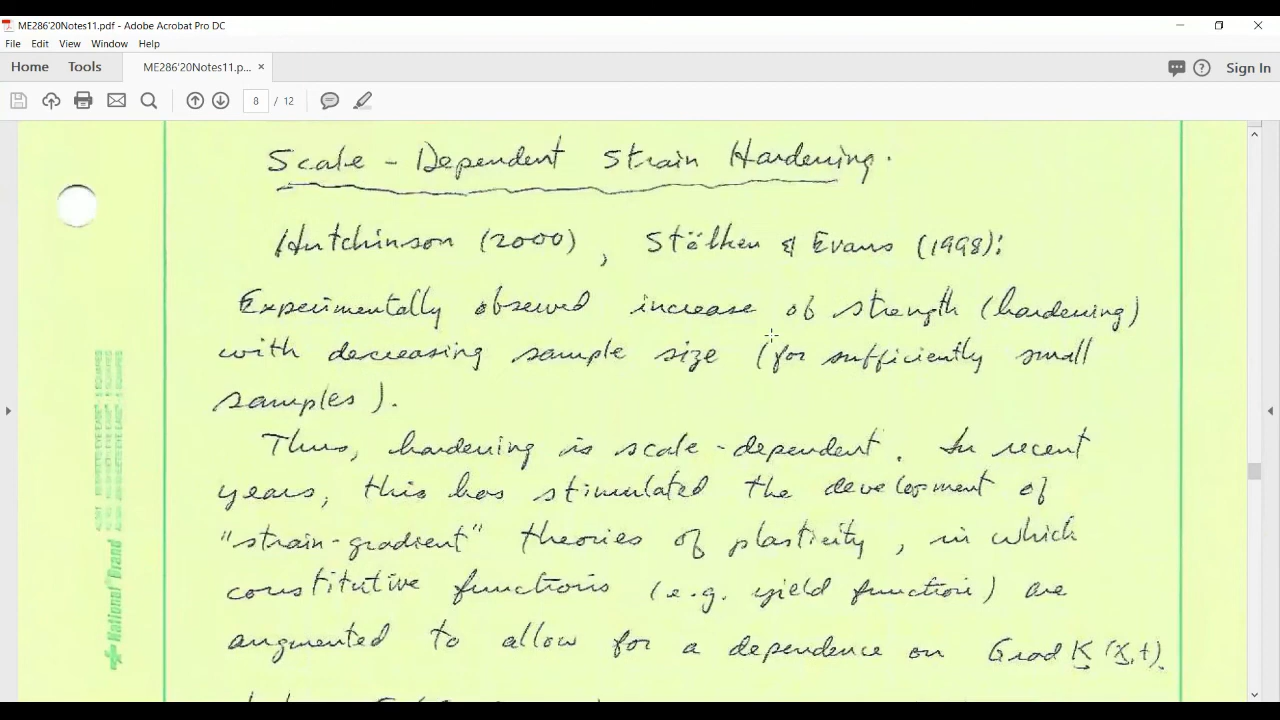 ME286'20Notes11.pdf - Adobe Acrobat Pro DC
File Edit View Window Help
Home Tools ME286'20Notes11.p... × Sign In
8 / 12
Scale-Dependent Strain Hardening.
Hutchinson (2000), Stölken & Evans (1998):
Experimentally observed increase of strength (hardening)
with decreasing sample size (for sufficiently small
samples).
Thus, hardening is scale-dependent. In recent
years, this has stimulated the development of
"strain-gradient" theories of plasticity, in which
constitutive functions (e.g. yield function) are
augmented to allow for a dependence on Grad K(X,t).
National Brand